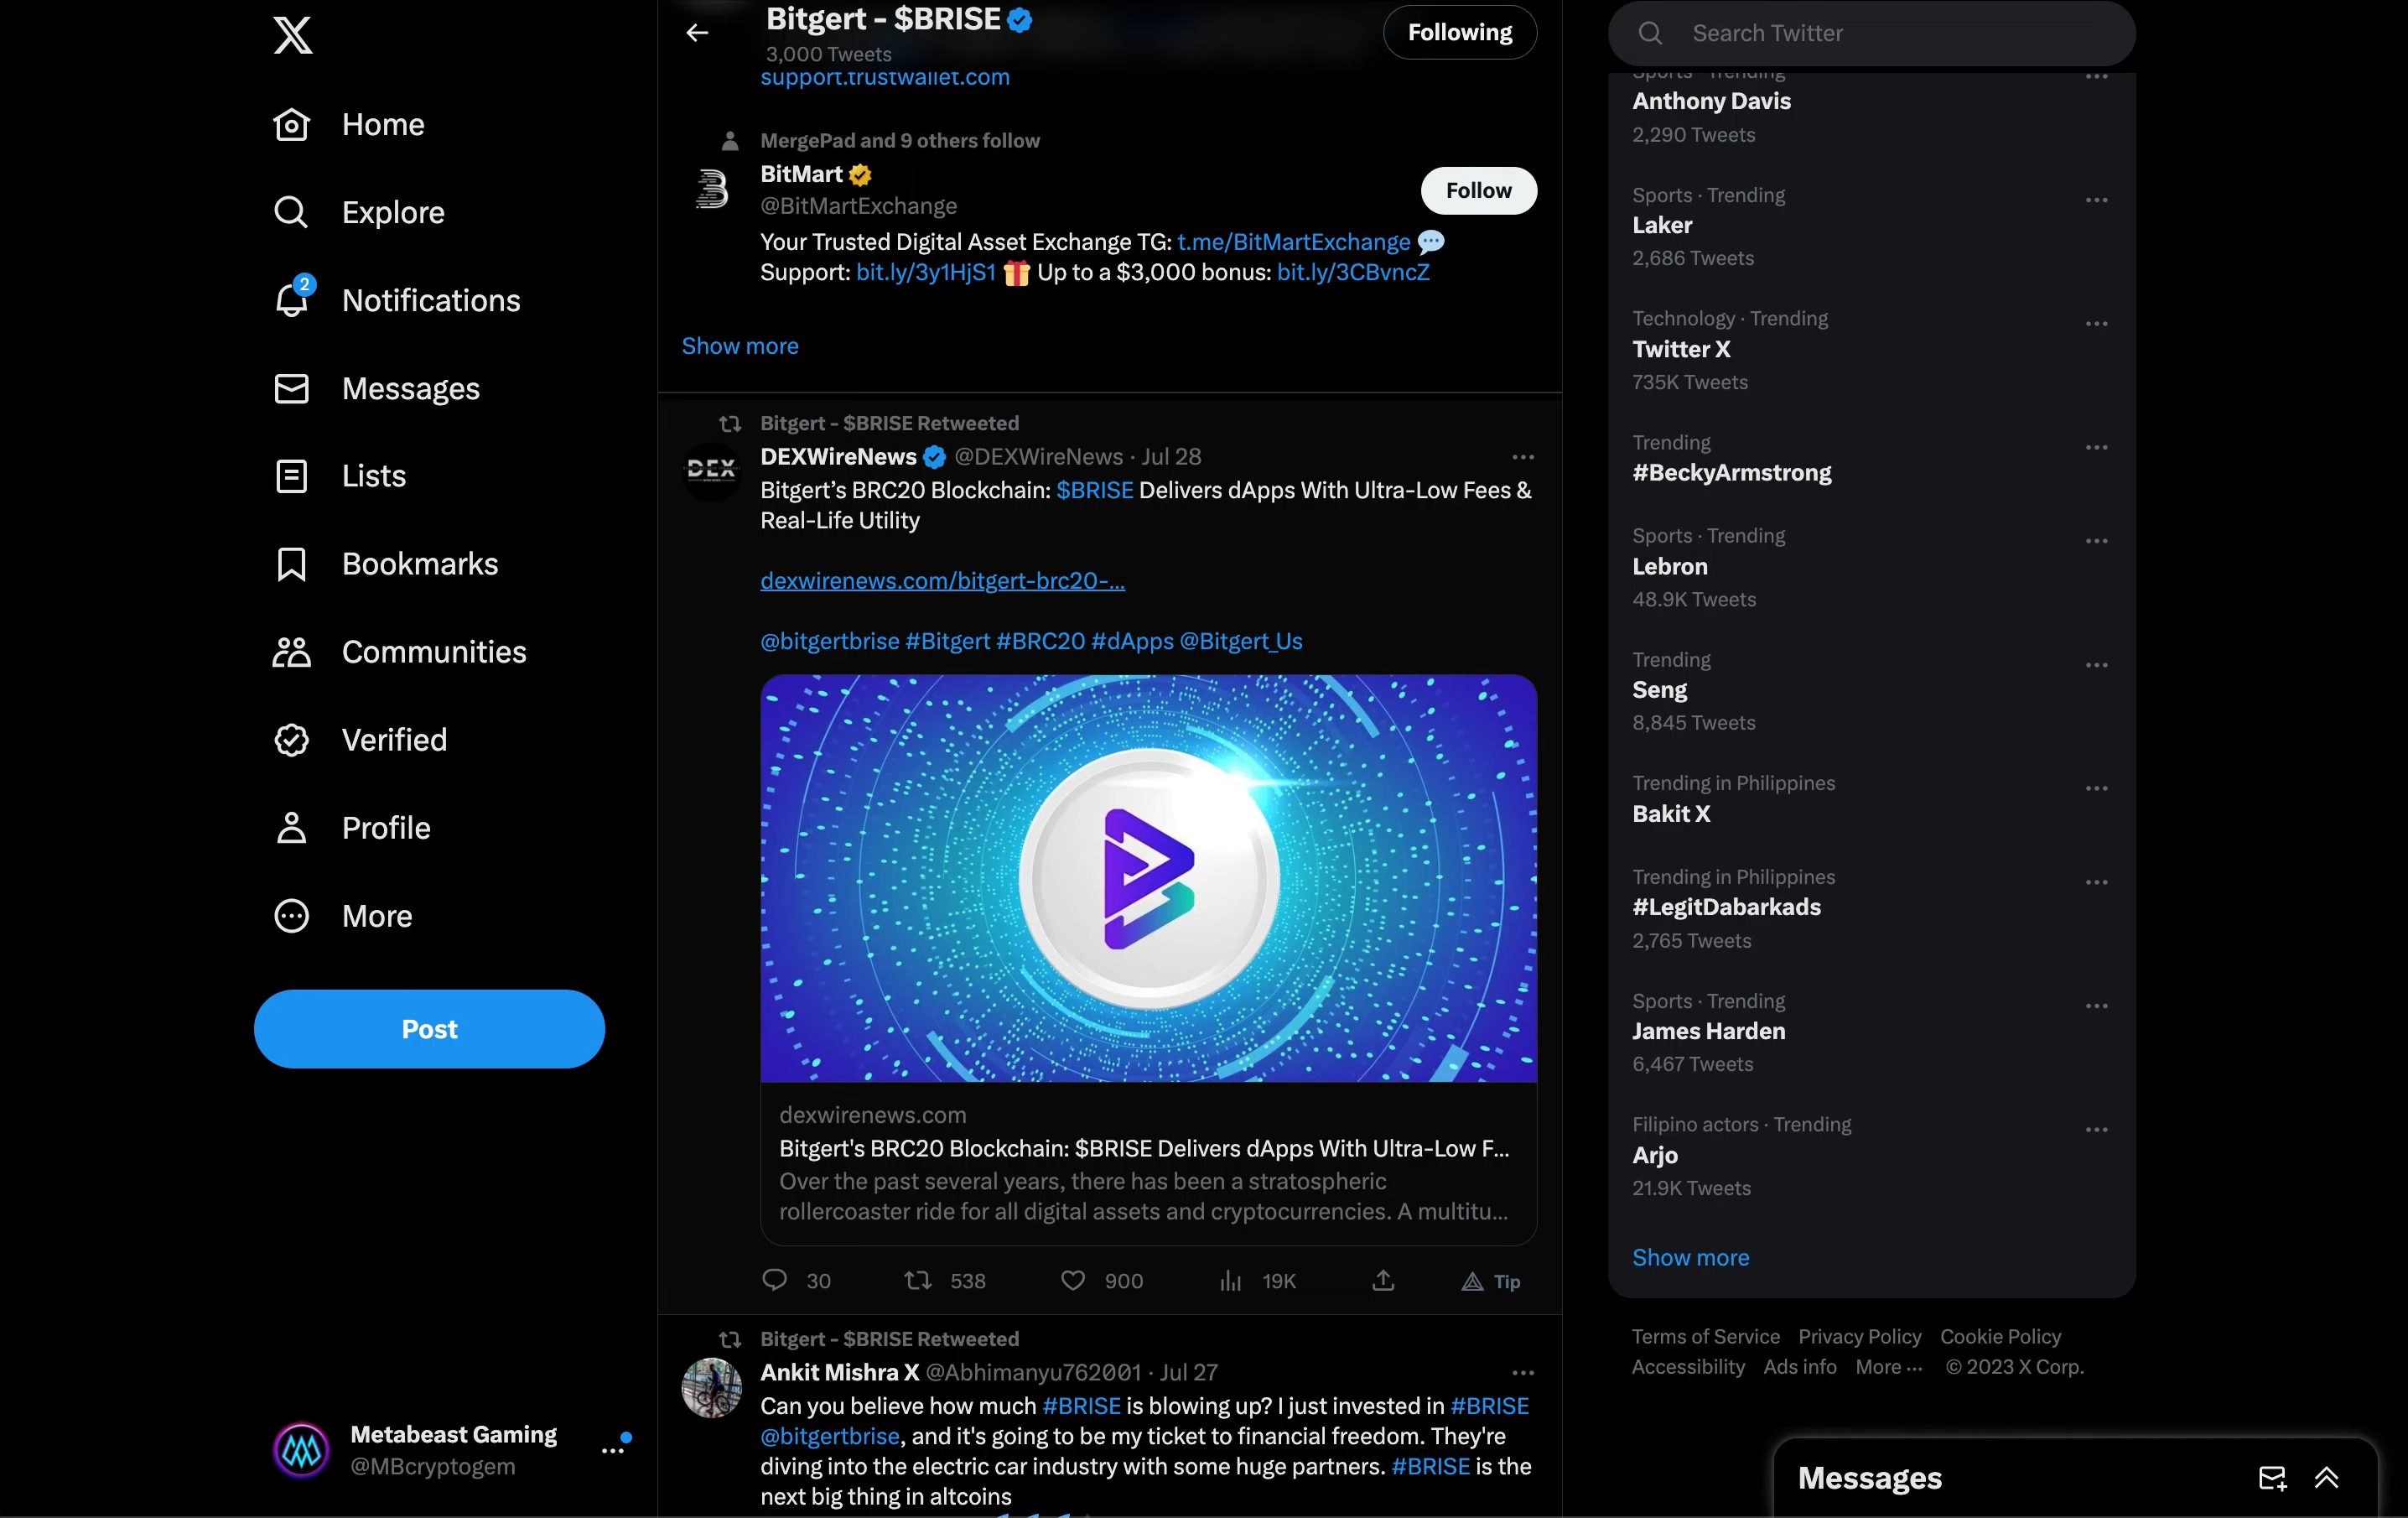 Home
Explore
2
Notifications
Messages
Lists
Bookmarks
Communities
Verified
Profile
More
Post
Metabeast Gaming
@MBcryptogem
Bitgert - $BRISE
3,000 Tweets
Following
support.trustwallet.com
MergePad and 9 others follow
BitMart
@BitMartExchange
Follow
Your Trusted Digital Asset Exchange TG: t.me/BitMartExchange 💬
Support: bit.ly/3y1HjS1 🎁 Up to a $3,000 bonus: bit.ly/3CBvncZ
Show more
Bitgert - $BRISE Retweeted
DEX
DEXWireNews @DEXWireNews · Jul 28
Bitgert’s BRC20 Blockchain: $BRISE Delivers dApps With Ultra-Low Fees &
Real-Life Utility
dexwirenews.com/bitgert-brc20-...
@bitgertbrise #Bitgert #BRC20 #dApps @Bitgert_Us
dexwirenews.com
Bitgert's BRC20 Blockchain: $BRISE Delivers dApps With Ultra-Low F...
Over the past several years, there has been a stratospheric
rollercoaster ride for all digital assets and cryptocurrencies. A multitu...
30 538 900 19K Tip
Bitgert - $BRISE Retweeted
Ankit Mishra X @Abhimanyu762001 · Jul 27
Can you believe how much #BRISE is blowing up? I just invested in #BRISE
@bitgertbrise, and it's going to be my ticket to financial freedom. They're
diving into the electric car industry with some huge partners. #BRISE is the
next big thing in altcoins
Search Twitter
Sports · Trending
Anthony Davis
2,290 Tweets
Sports · Trending
Laker
2,686 Tweets
Technology · Trending
Twitter X
735K Tweets
Trending
#BeckyArmstrong
Sports · Trending
Lebron
48.9K Tweets
Trending
Seng
8,845 Tweets
Trending in Philippines
Bakit X
Trending in Philippines
#LegitDabarkads
2,765 Tweets
Sports · Trending
James Harden
6,467 Tweets
Filipino actors · Trending
Arjo
21.9K Tweets
Show more
Terms of Service Privacy Policy Cookie Policy
Accessibility Ads info More ··· © 2023 X Corp.
Messages